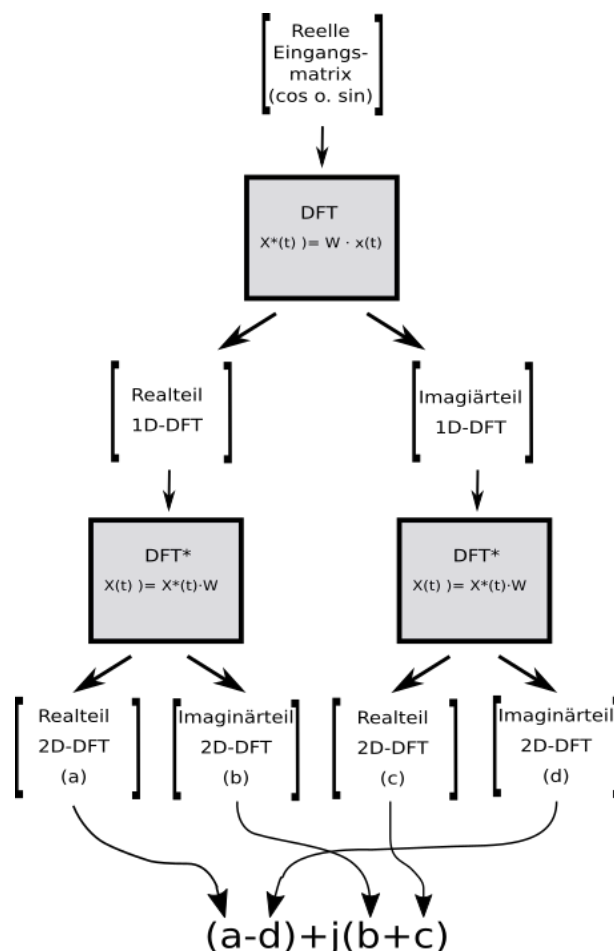 Reelle
Eingangs-
matrix
(cos o. sin)
DFT
X*(t) )= W · x(t)
Realteil
1D-DFT
Imagiärteil
1D-DFT
DFT*
X(t) )= X*(t)·W
DFT*
X(t) )= X*(t)·W
Realteil
2D-DFT
(a)
Imaginärteil
2D-DFT
(b)
Realteil
2D-DFT
(c)
Imaginärteil
2D-DFT
(d)
(a-d)+j(b+c)